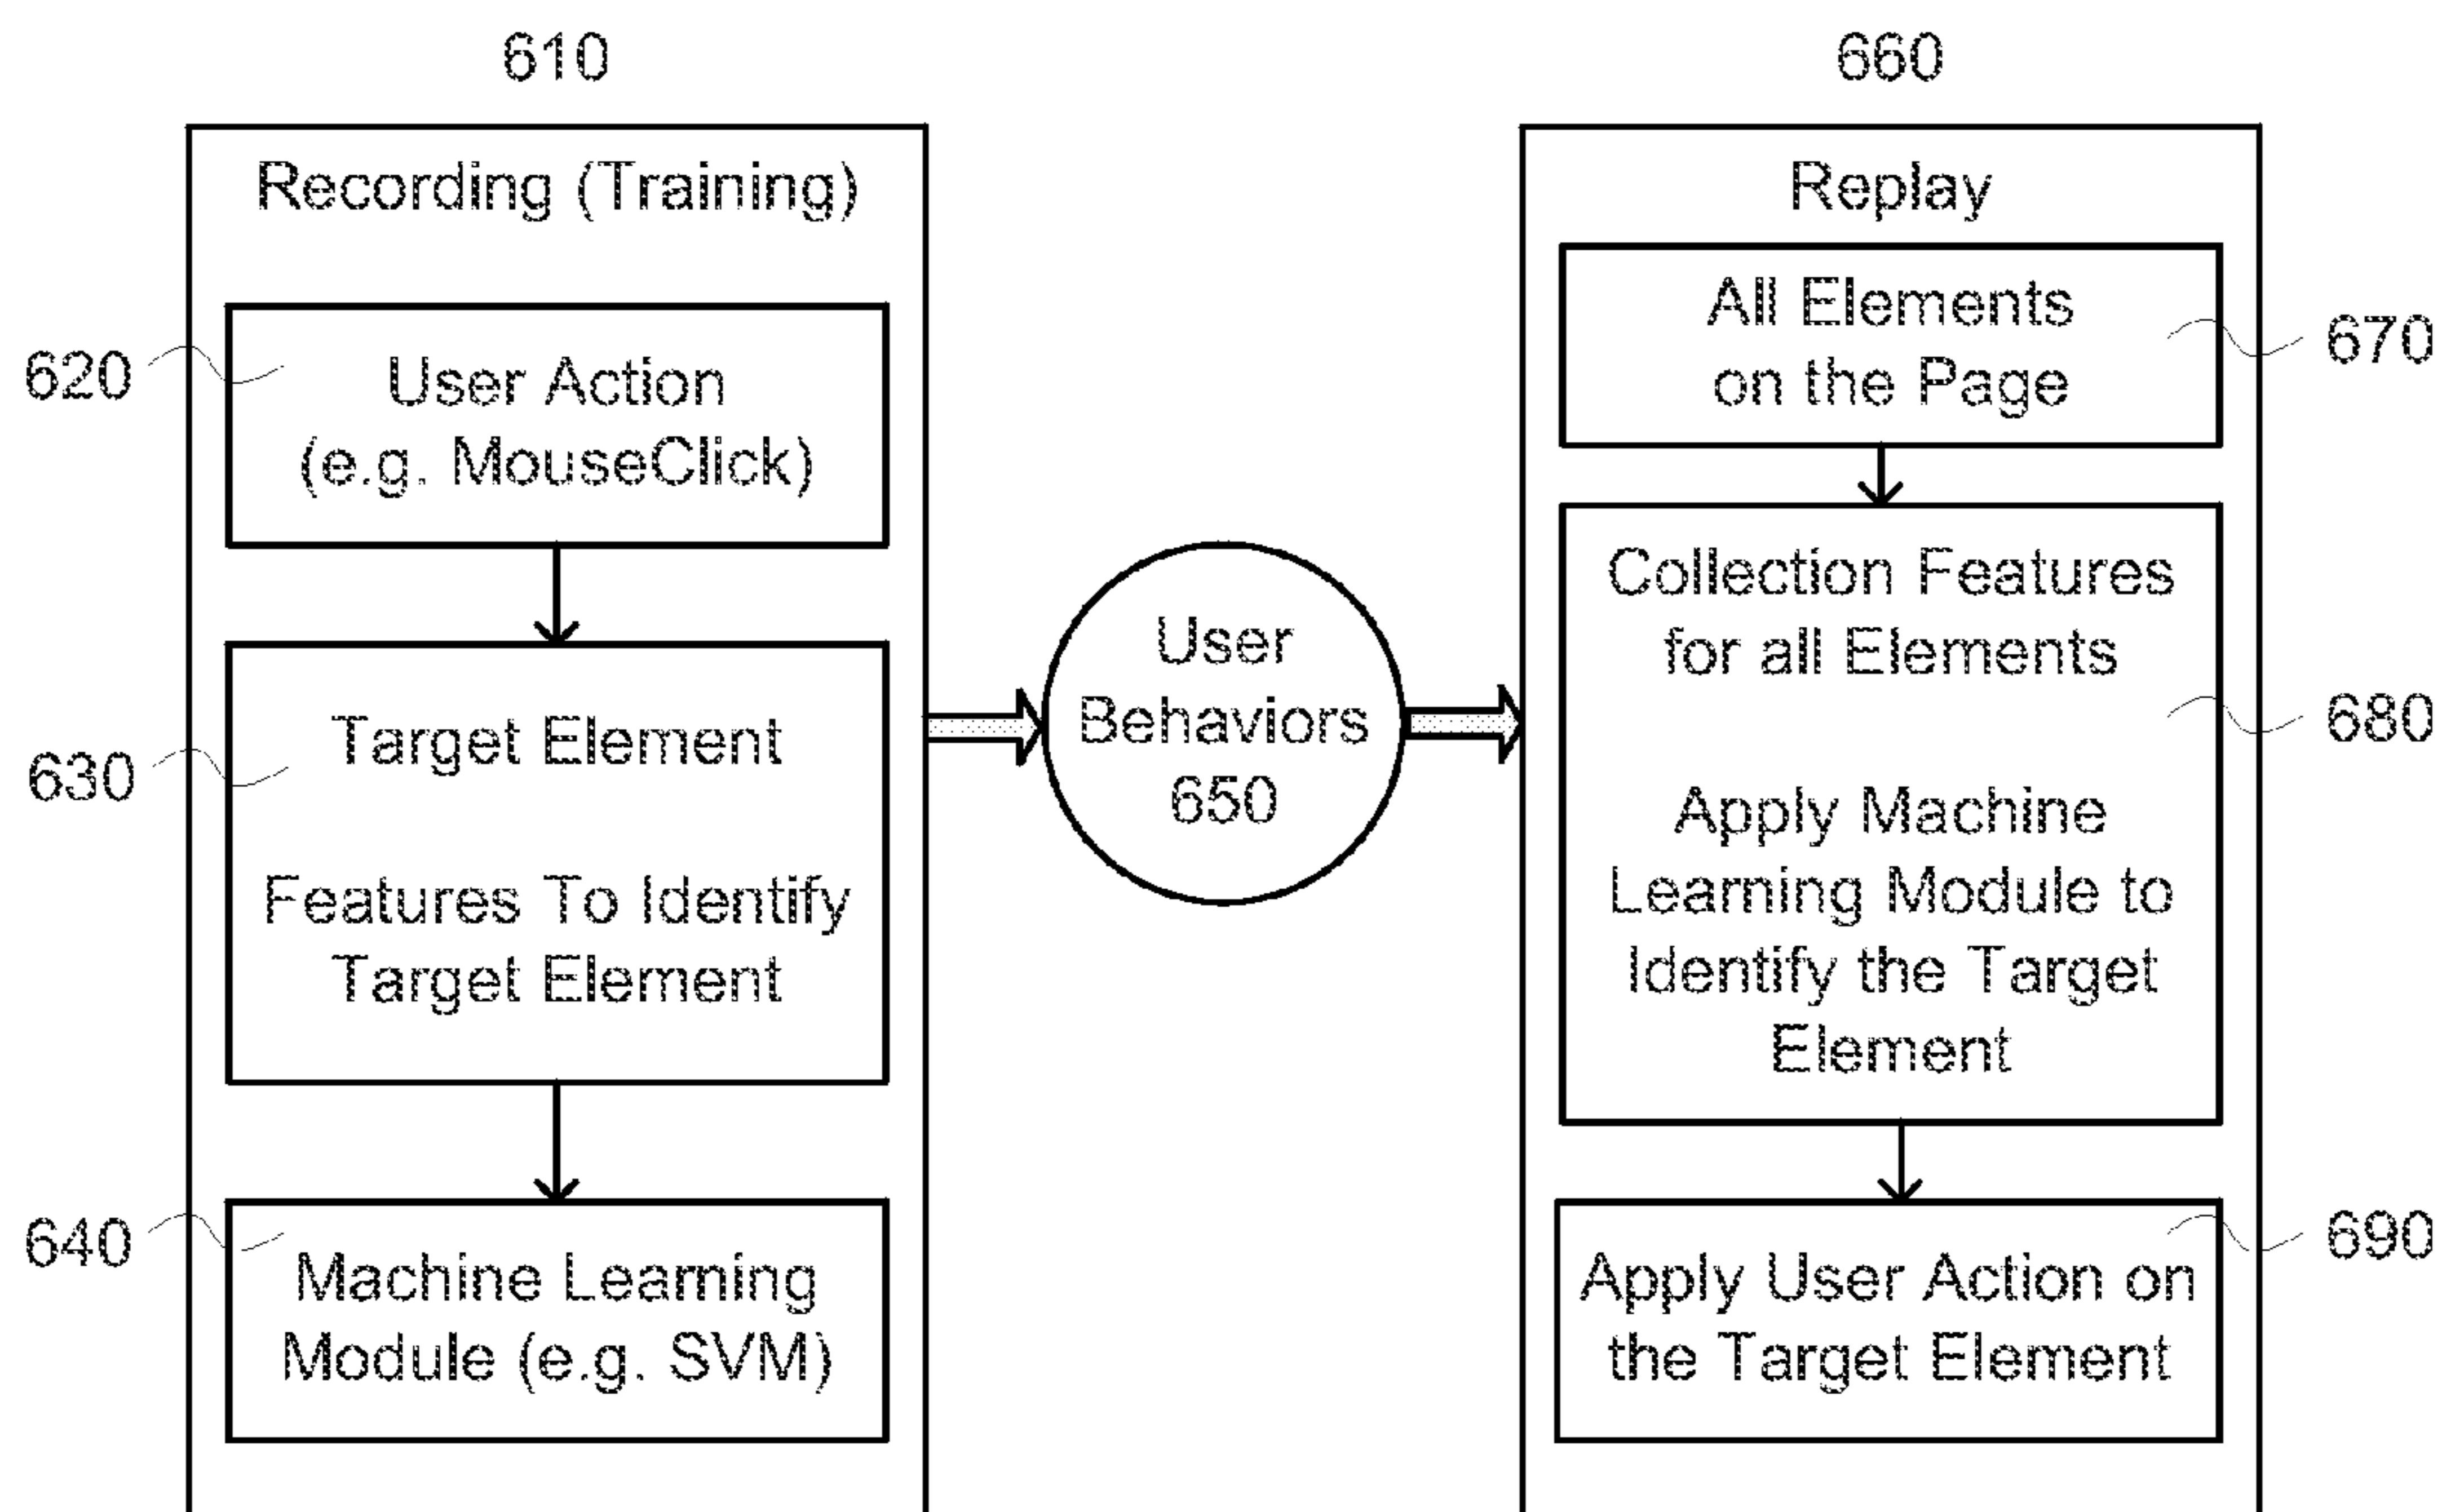 610
Recording (Training)
620
User Action
(e.g. MouseClick)
630
Target Element
Features To Identify
Target Element
640
Machine Learning
Module (e.g. SVM)
User
Behaviors
650
660
Replay
All Elements
on the Page
670
Collection Features
for all Elements
680
Apply Machine
Learning Module to
Identify the Target
Element
690
Apply User Action on
the Target Element